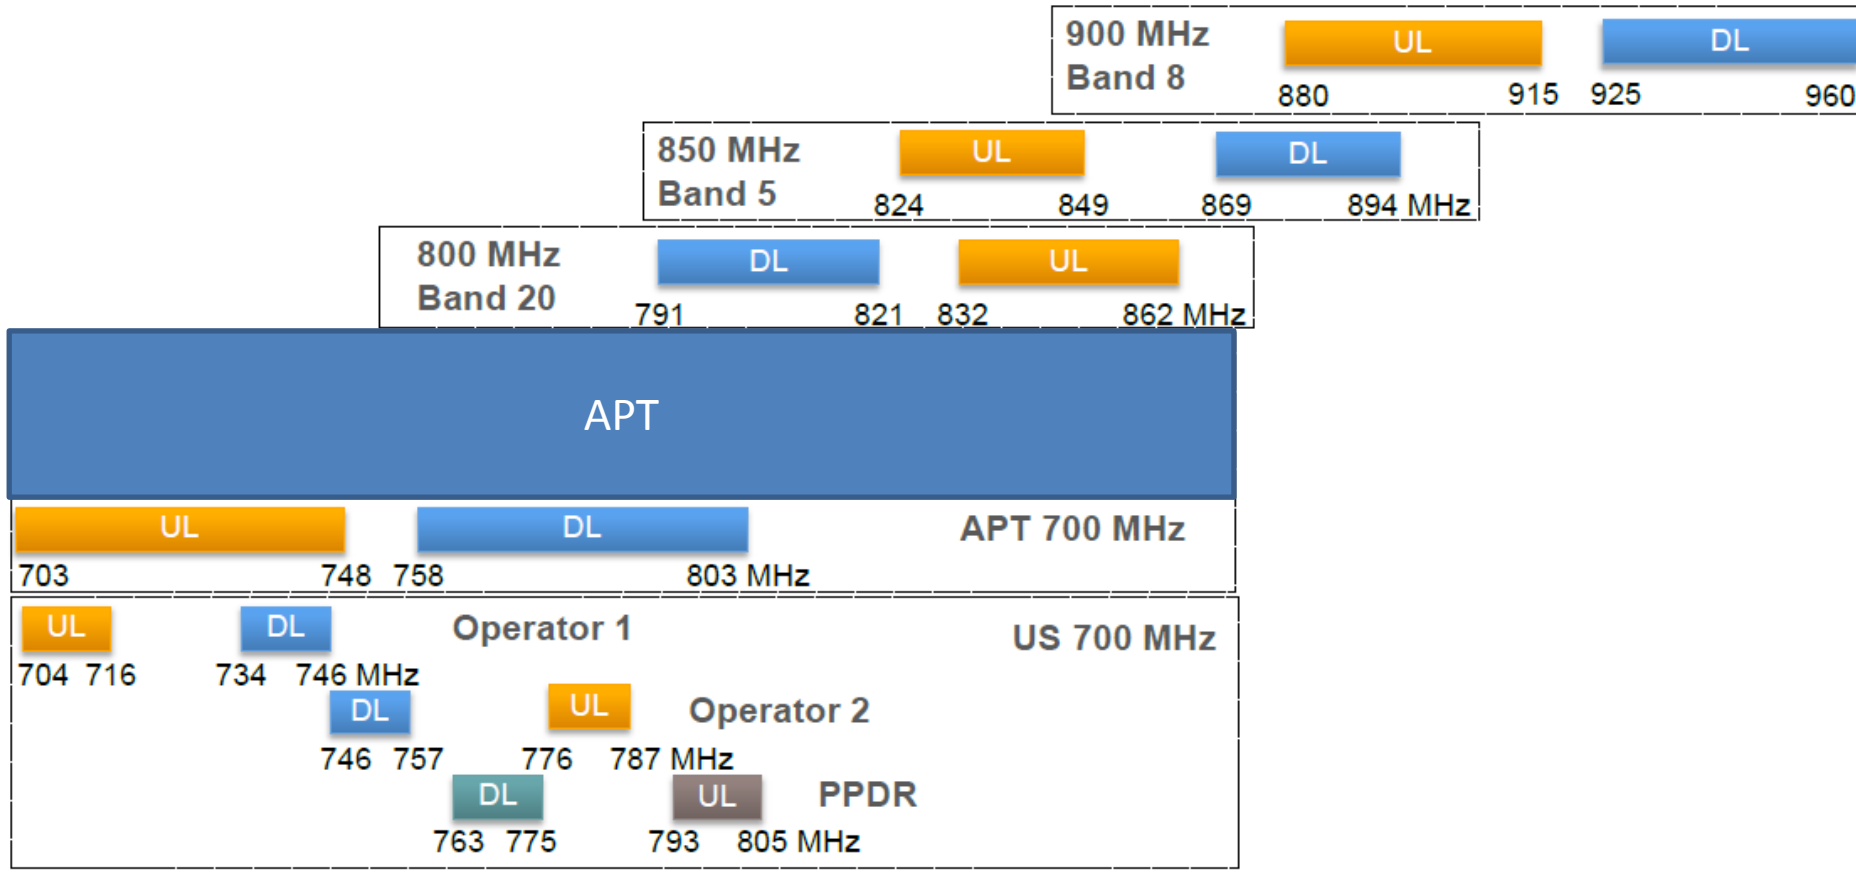 900 MHz
Band 8
UL DL
880 915 925 960
850 MHz
Band 5
UL DL
824 849 869 894 MHz
800 MHz
Band 20
DL UL
791 821 832 862 MHz
APT
UL DL APT 700 MHz
703 748 758 803 MHz
UL DL Operator 1 US 700 MHz
704 716 734 746 MHz
DL UL Operator 2
746 757 776 787 MHz
DL UL PPDR
763 775 793 805 MHz